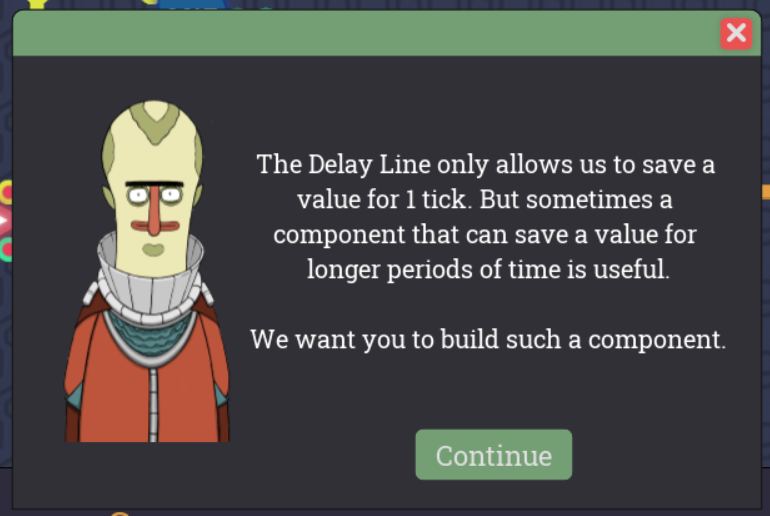 The Delay Line only allows us to save a
value for 1 tick. But sometimes a
component that can save a value for
longer periods of time is useful.
We want you to build such a component.
Continue